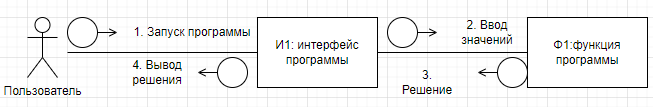 1. Запуск программы
2. Ввод
значений
И1: интерфейс
программы
Ф1:функция
программы
4. Вывод
решения
3.
Решение
Пользователь